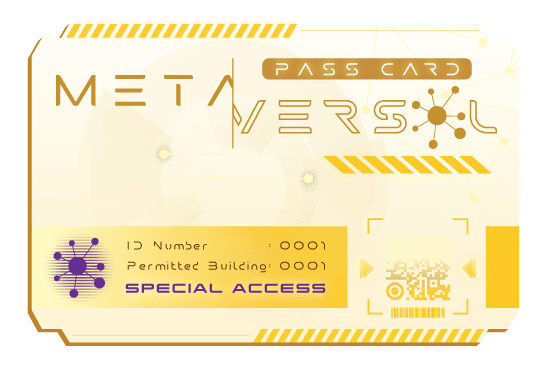 PASS CARD
META VERSOL
ID Number : 0001
Permitted Building: 0001
SPECIAL ACCESS